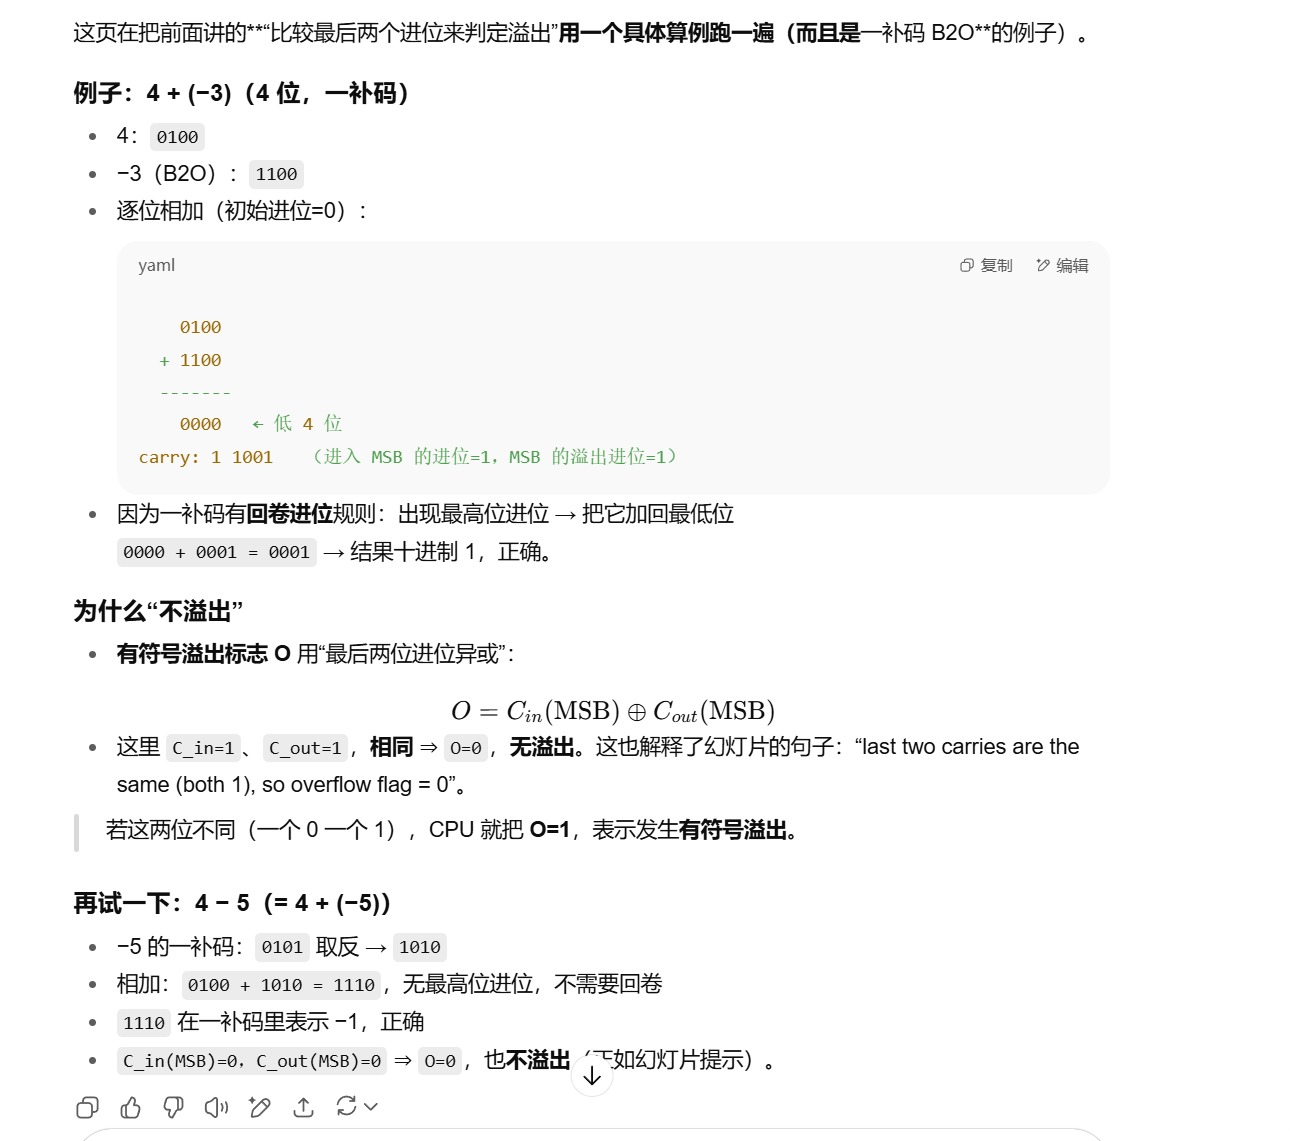 这页在把前面讲的**“比较最后两个进位来判定溢出”用一个具体算例跑一遍（而且是一补码 B2O**的例子）。
例子：4 + (−3)（4 位，一补码）
4：0100
−3（B2O）：1100
逐位相加（初始进位=0）：
yaml 复制 编辑
0100
+ 1100
-------
0000 ← 低 4 位
carry: 1 1001 （进入 MSB 的进位=1，MSB 的溢出进位=1）
因为一补码有回卷进位规则：出现最高位进位 → 把它加回最低位
0000 + 0001 = 0001 → 结果十进制 1，正确。
为什么“不溢出”
有符号溢出标志 O 用“最后两位进位异或”：
O = C_in(MSB) ⊕ C_out(MSB)
这里 C_in=1、C_out=1，相同 ⇒ O=0，无溢出。这也解释了幻灯片的句子：“last two carries are the
same (both 1), so overflow flag = 0”。
若这两位不同（一个 0 一个 1），CPU 就把 O=1，表示发生有符号溢出。
再试一下：4 − 5（= 4 + (−5)）
−5 的一补码：0101 取反 → 1010
相加：0100 + 1010 = 1110，无最高位进位，不需要回卷
1110 在一补码里表示 −1，正确
C_in(MSB)=0，C_out(MSB)=0 ⇒ O=0，也不溢出（正如幻灯片提示）。